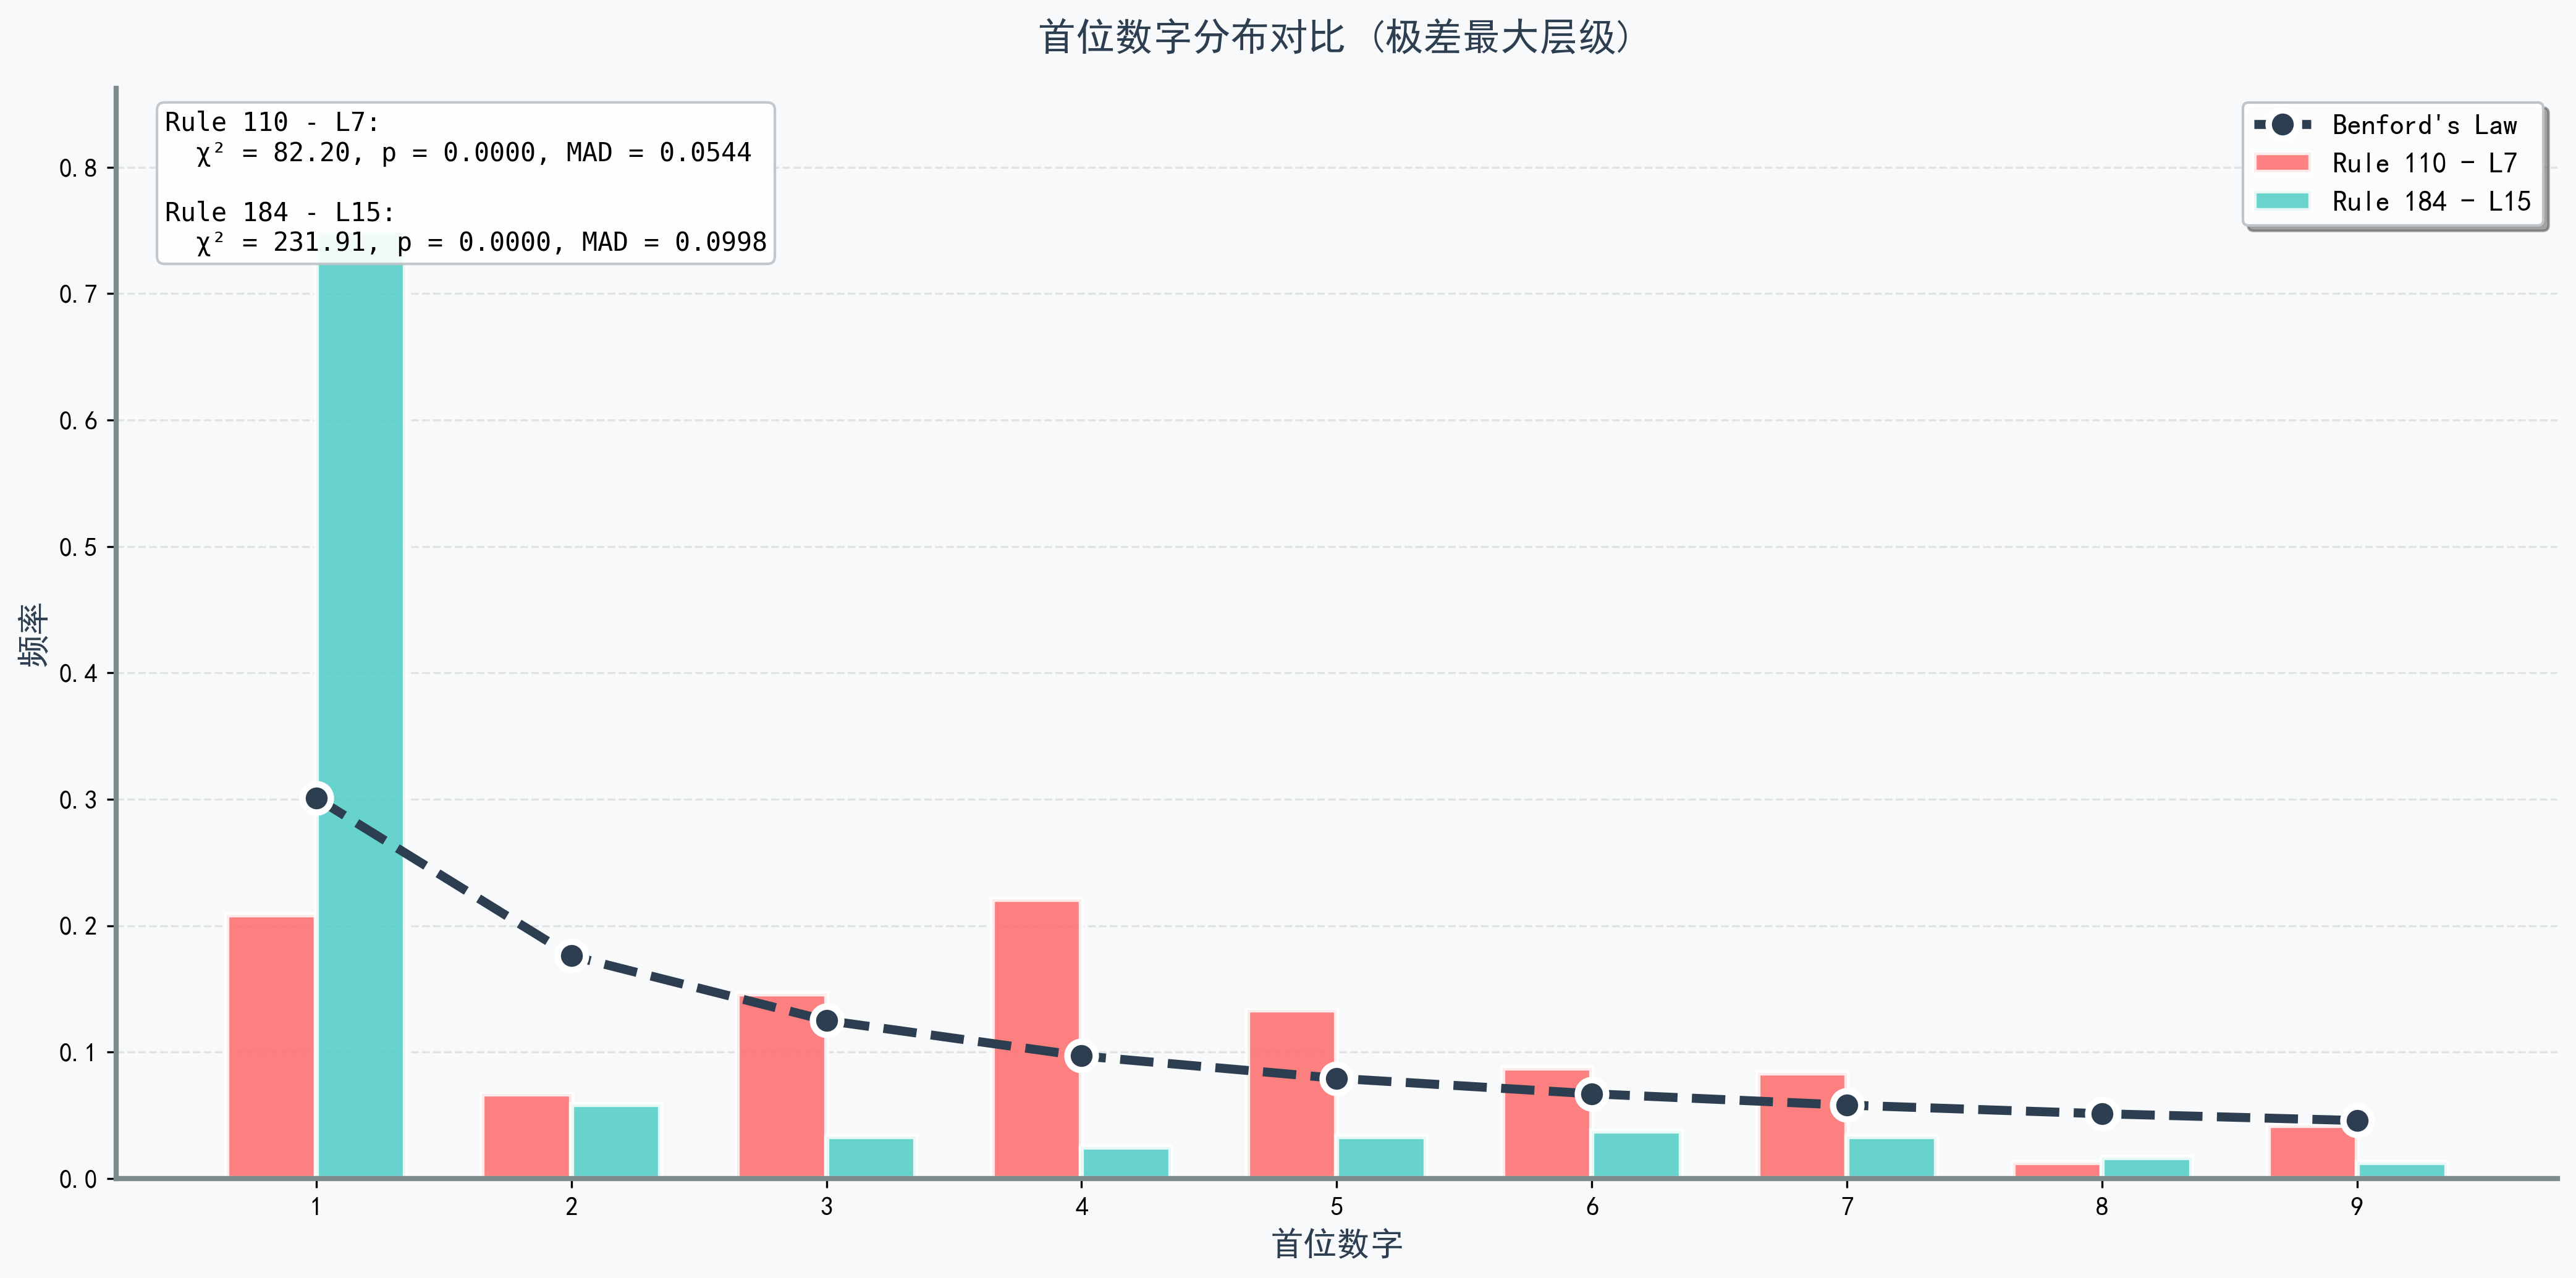 首位数字分布对比（极差最大层级）
Rule 110 - L7:
χ² = 82.20, p = 0.0000, MAD = 0.0544
Rule 184 - L15:
χ² = 231.91, p = 0.0000, MAD = 0.0998
Benford's Law
Rule 110 - L7
Rule 184 - L15
频率
0.8
0.7
0.6
0.5
0.4
0.3
0.2
0.1
0.0
1 2 3 4 5 6 7 8 9
首位数字